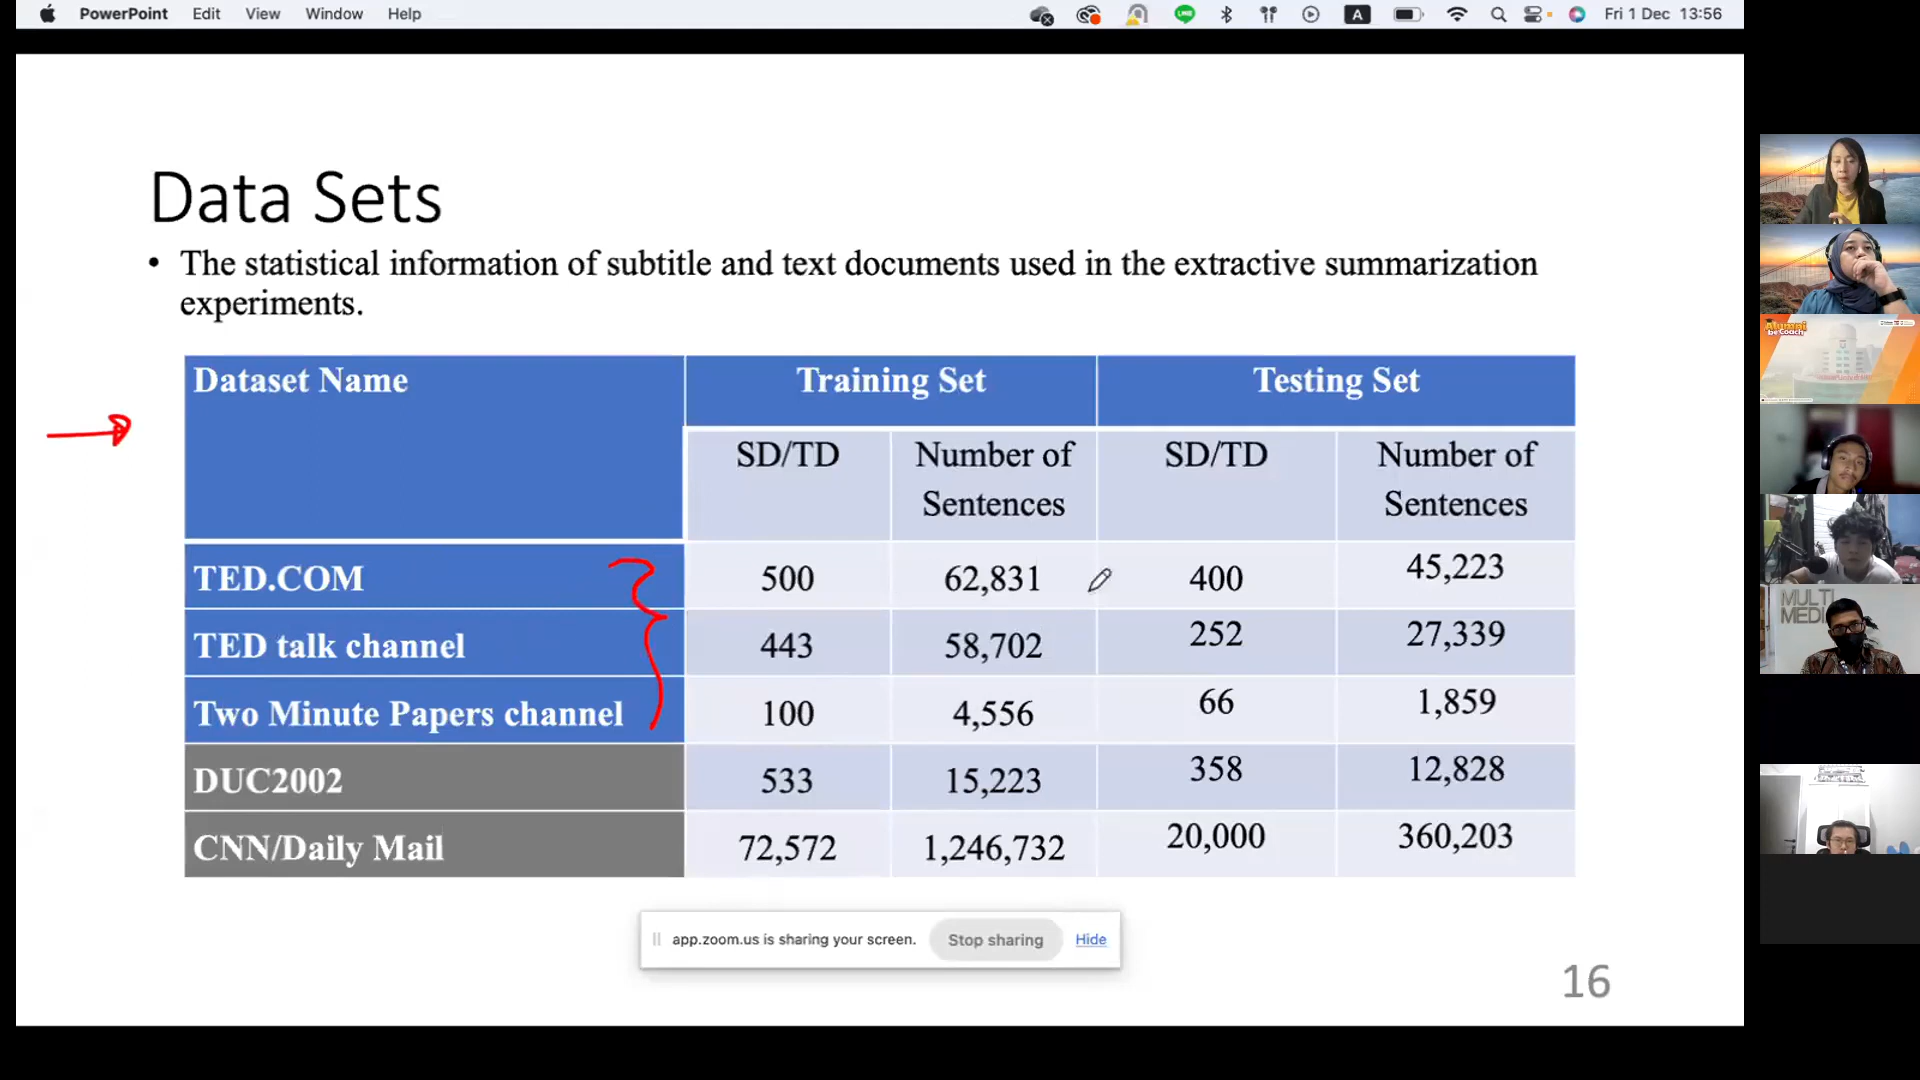 PowerPoint Edit View Window Help
A Fri 1 Dec 13:56
Data Sets
• The statistical information of subtitle and text documents used in the extractive summarization
experiments.
Dataset Name Training Set Testing Set
SD/TD Number of Sentences SD/TD Number of Sentences
TED.COM 500 62,831 400 45,223
TED talk channel 443 58,702 252 27,339
Two Minute Papers channel 100 4,556 66 1,859
DUC2002 533 15,223 358 12,828
CNN/Daily Mail 72,572 1,246,732 20,000 360,203
app.zoom.us is sharing your screen. Stop sharing Hide
16
Alumni
be Coach
MULTI